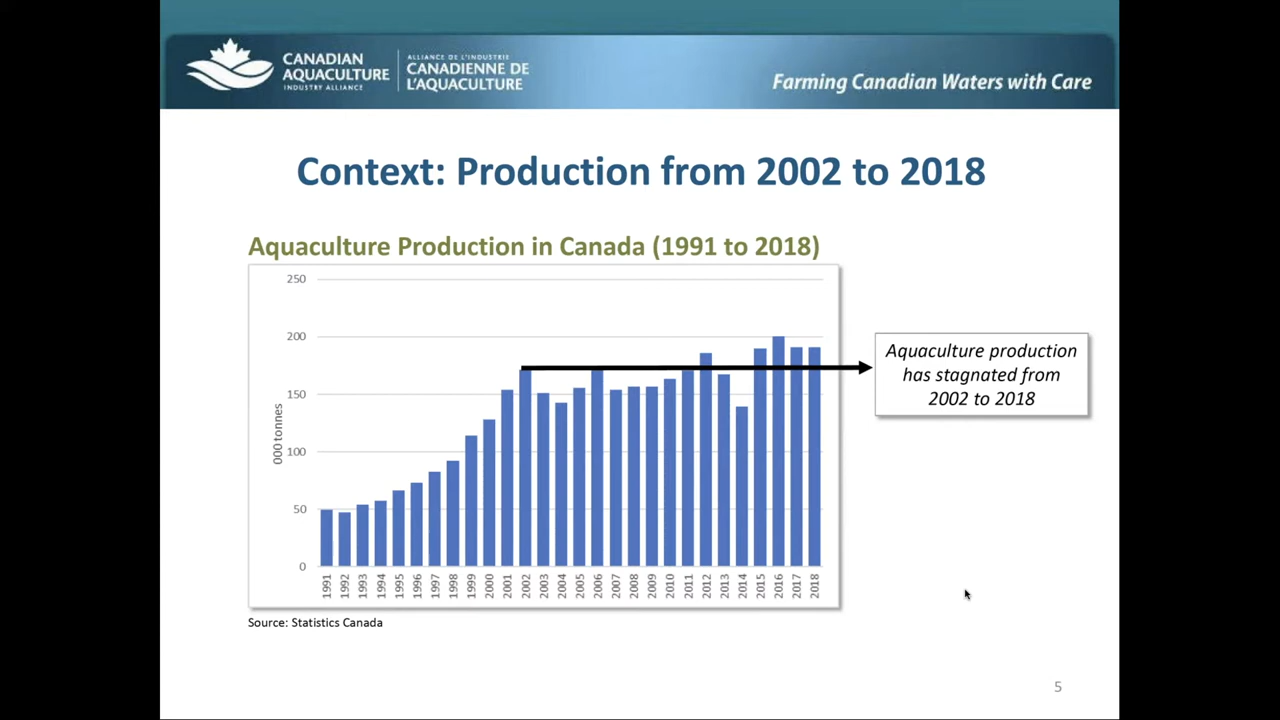 CANADIAN
AQUACULTURE
INDUSTRY ALLIANCE
ALLIANCE DE L'INDUSTRIE
CANADIENNE DE
L'AQUACULTURE
Farming Canadian Waters with Care
Context: Production from 2002 to 2018
Aquaculture Production in Canada (1991 to 2018)
250
200
150
100
50
0
000 tonnes
1991
1992
1993
1994
1995
1996
1997
1998
1999
2000
2001
2002
2003
2004
2005
2006
2007
2008
2009
2010
2011
2012
2013
2014
2015
2016
2017
2018
Aquaculture production
has stagnated from
2002 to 2018
Source: Statistics Canada
5